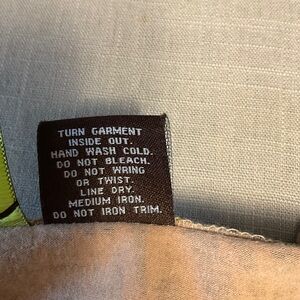 TURN GARMENT
INSIDE OUT.
HAND WASH COLD.
DO NOT BLEACH.
DO NOT WRING
OR TWIST.
LINE DRY.
MEDIUM IRON.
DO NOT IRON TRIM.